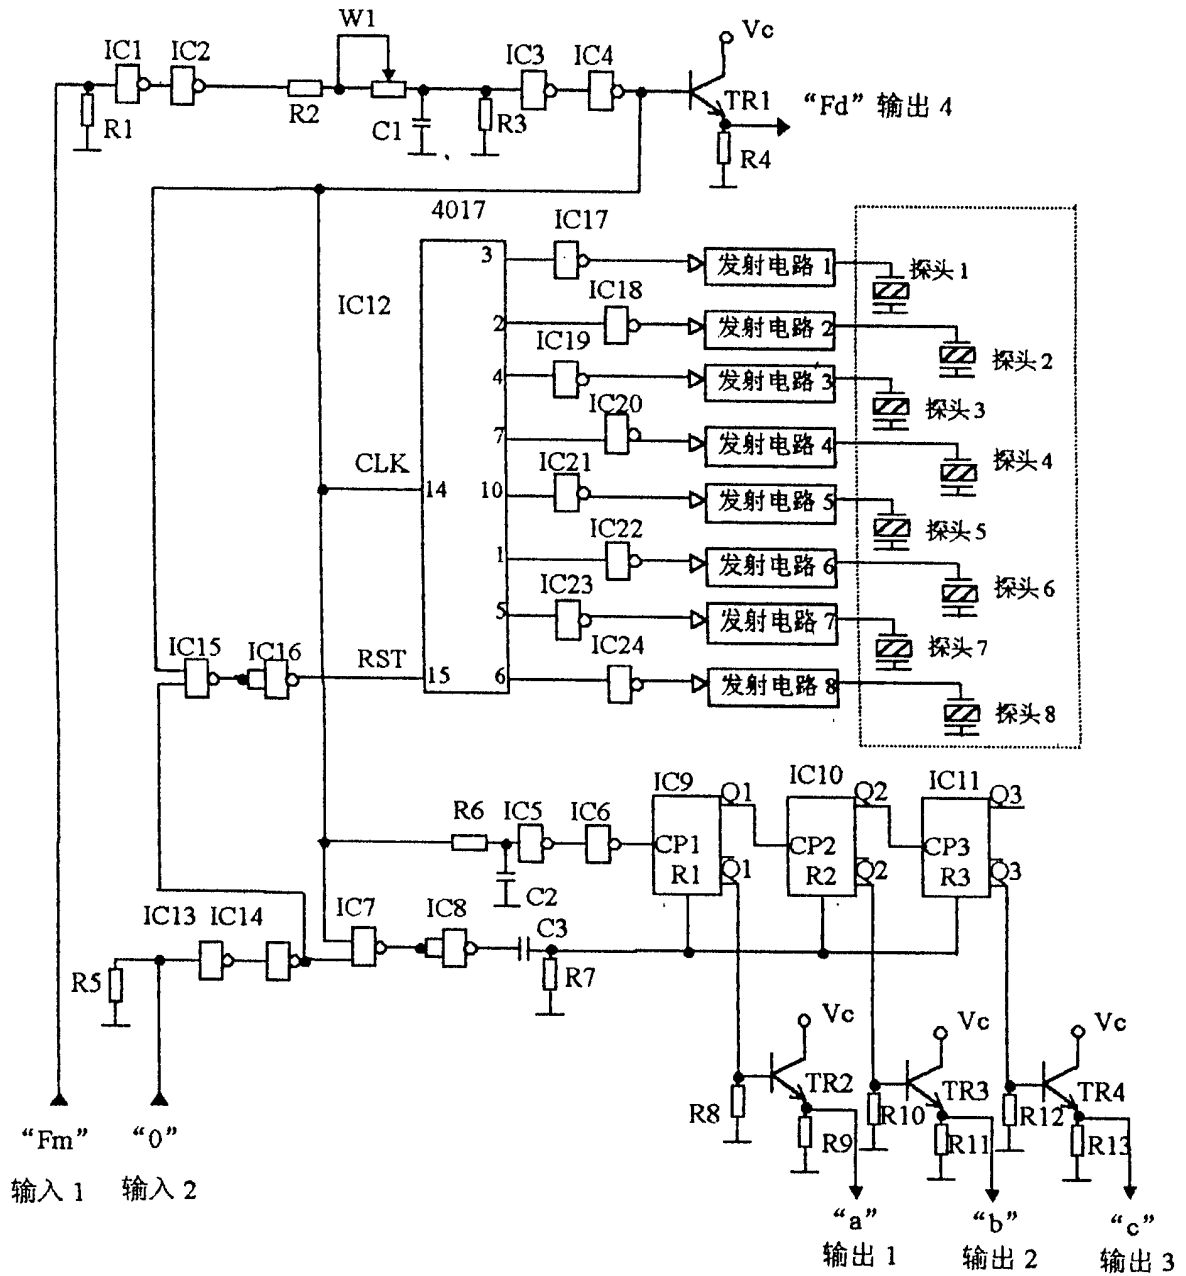 W1
Vc
IC1 IC2 IC3 IC4
R1 R2 C1 R3 TR1
“Fd” 输出 4
R4
4017
IC12
3 IC17 发射电路 1 探头 1
2 IC18 发射电路 2 探头 2
4 IC19 发射电路 3 探头 3
7 IC20 发射电路 4 探头 4
CLK 14 10 IC21 发射电路 5 探头 5
1 IC22 发射电路 6 探头 6
5 IC23 发射电路 7 探头 7
IC15 IC16 RST 15 6 IC24 发射电路 8 探头 8
IC9 IC10 IC11
Q1 Q2 Q3
R6 IC5 IC6
CP1 CP2 CP3
R1 Q̅1 R2 Q̅2 R3 Q̅3
C2
IC13 IC14 IC7 IC8 C3
R5 R7
Vc Vc Vc
TR2 TR3 TR4
R8 R9 R10 R11 R12 R13
“Fm” “0”
输入 1 输入 2
“a” “b” “c”
输出 1 输出 2 输出 3